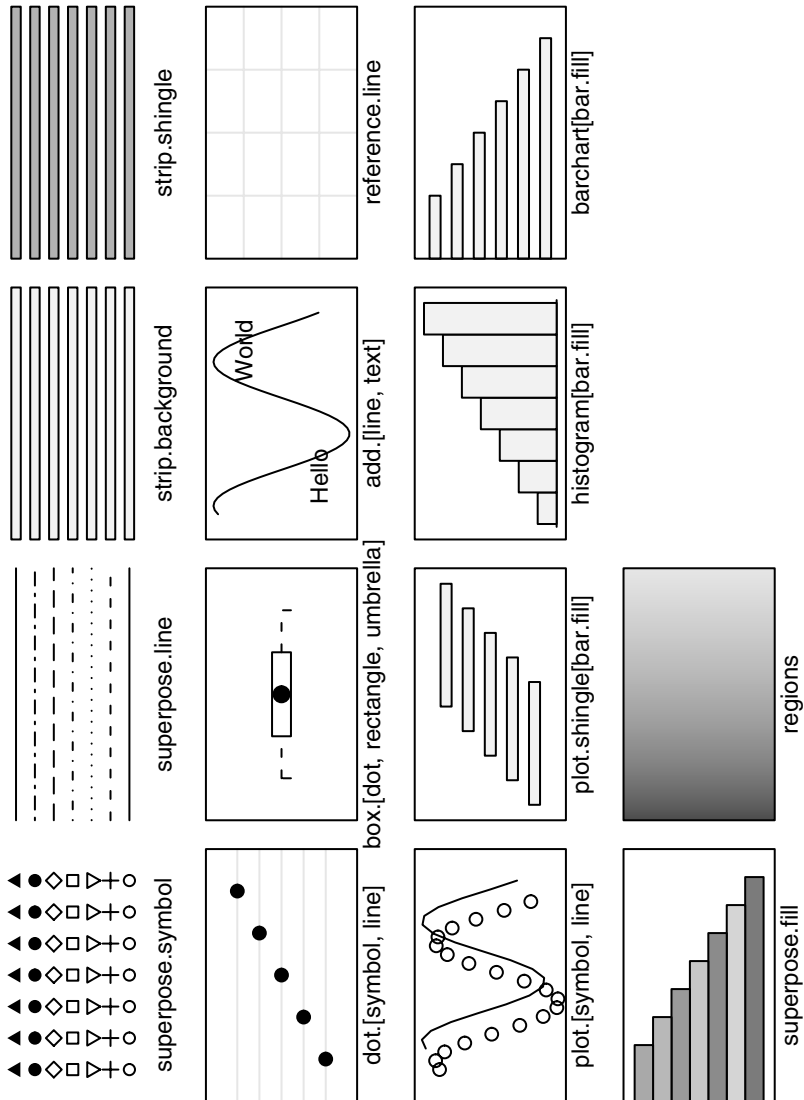 superpose.symbol
superpose.line
strip.background
strip.shingle
dot.[symbol, line]
box.[dot, rectangle, umbrella]
Hello
World
add.[line, text]
reference.line
plot.[symbol, line]
plot.shingle[bar.fill]
histogram[bar.fill]
barchart[bar.fill]
superpose.fill
regions